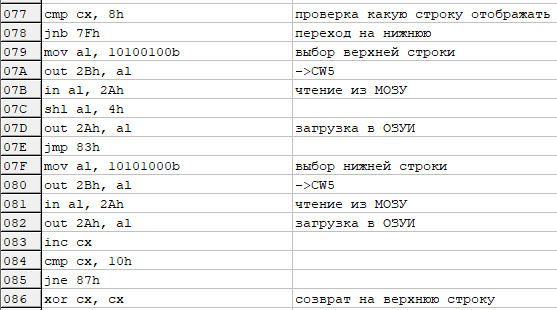 077 cmp cx, 8h проверка какую строку отображать
078 jnb 7Fh переход на нижнюю
079 mov al, 10100100b выбор верхней строки
07A out 2Bh, al ->CW5
07B in al, 2Ah чтение из МОЗУ
07C shl al, 4h
07D out 2Ah, al загрузка в ОЗУИ
07E jmp 83h
07F mov al, 10101000b выбор нижней строки
080 out 2Bh, al ->CW5
081 in al, 2Ah чтение из МОЗУ
082 out 2Ah, al загрузка в ОЗУИ
083 inc cx
084 cmp cx, 10h
085 jne 87h
086 xor cx, cx созврат на верхнюю строку